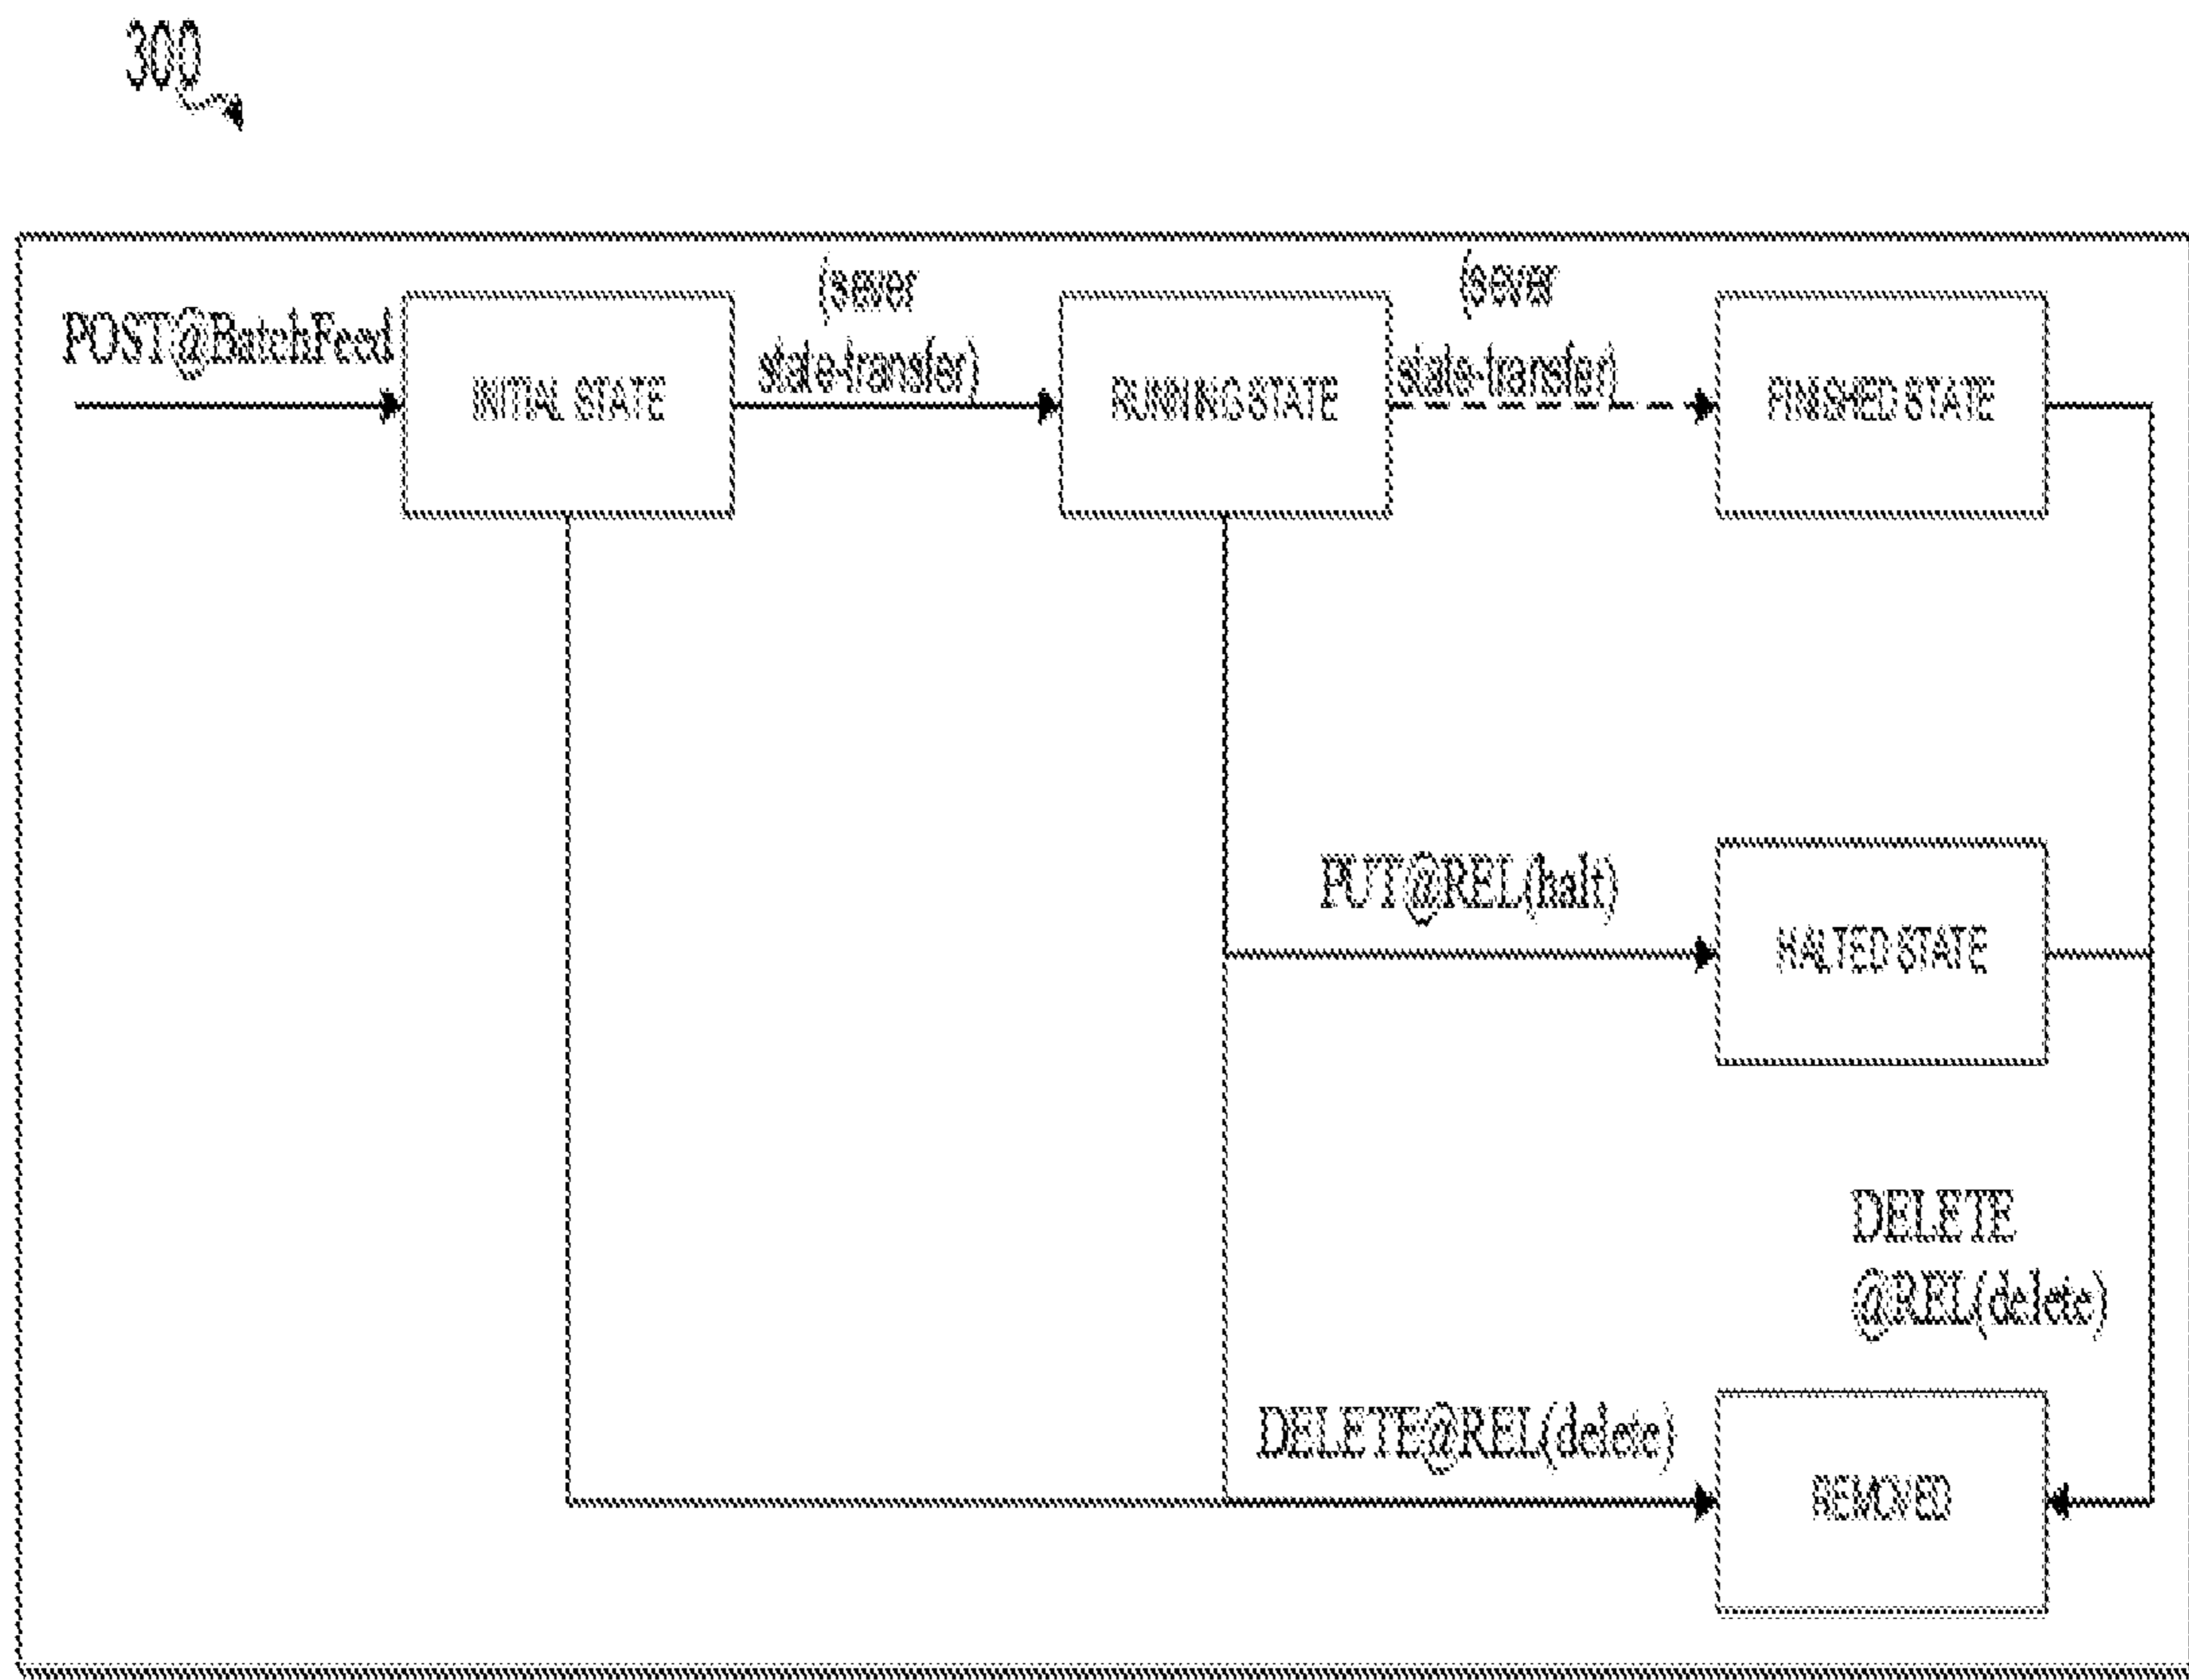 300
(sever
state-transfer)
(sever
state-transfer)
POST@BatchFeed
INITIAL STATE
RUNNING STATE
FINISHED STATE
PUT@REL(halt)
HALTED STATE
DELETE
@REL(delete)
DELETE@REL(delete)
REMOVED